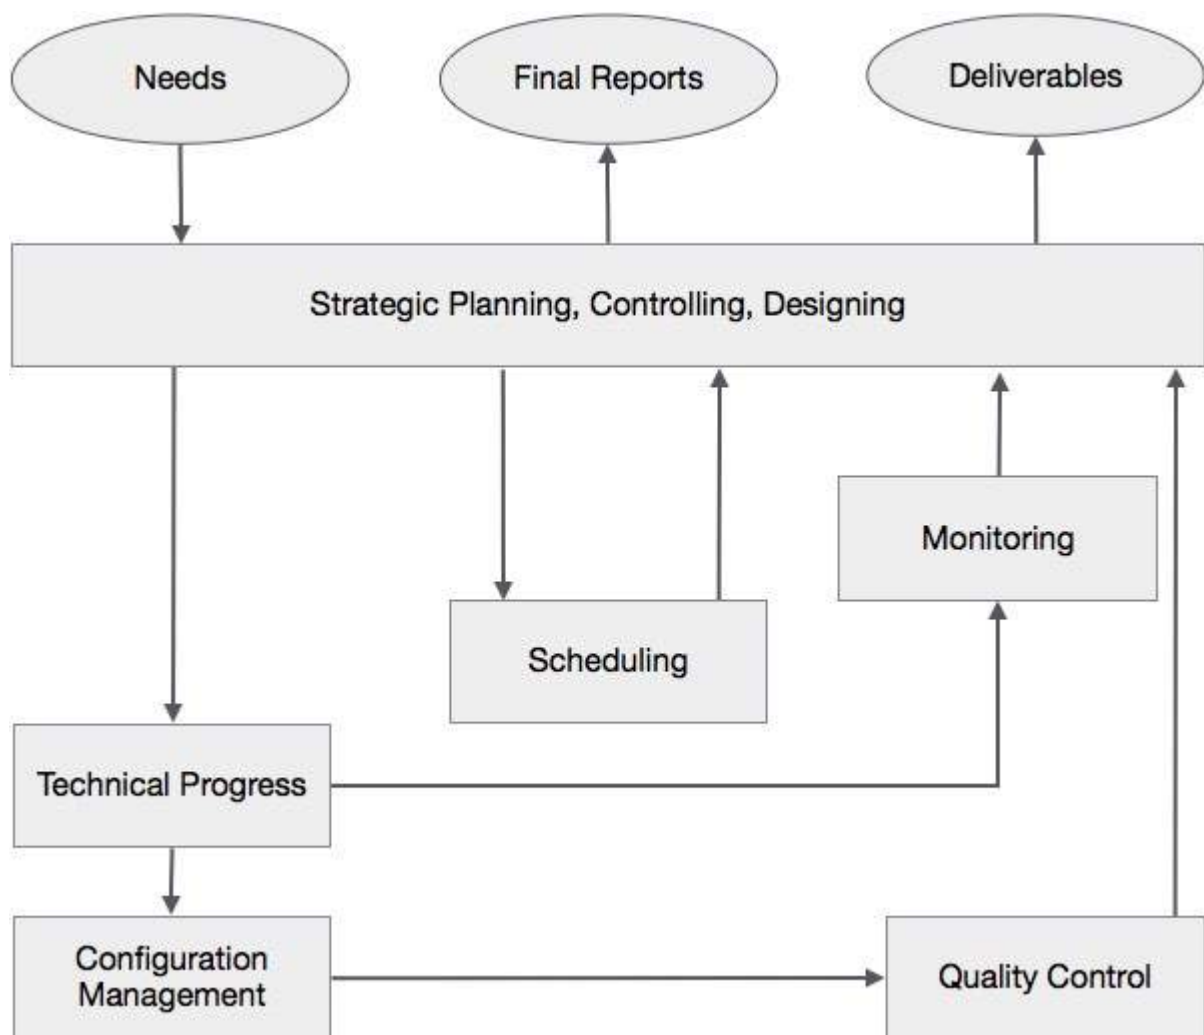 Needs
Final Reports
Deliverables
Strategic Planning, Controlling, Designing
Monitoring
Scheduling
Technical Progress
Configuration
Management
Quality Control